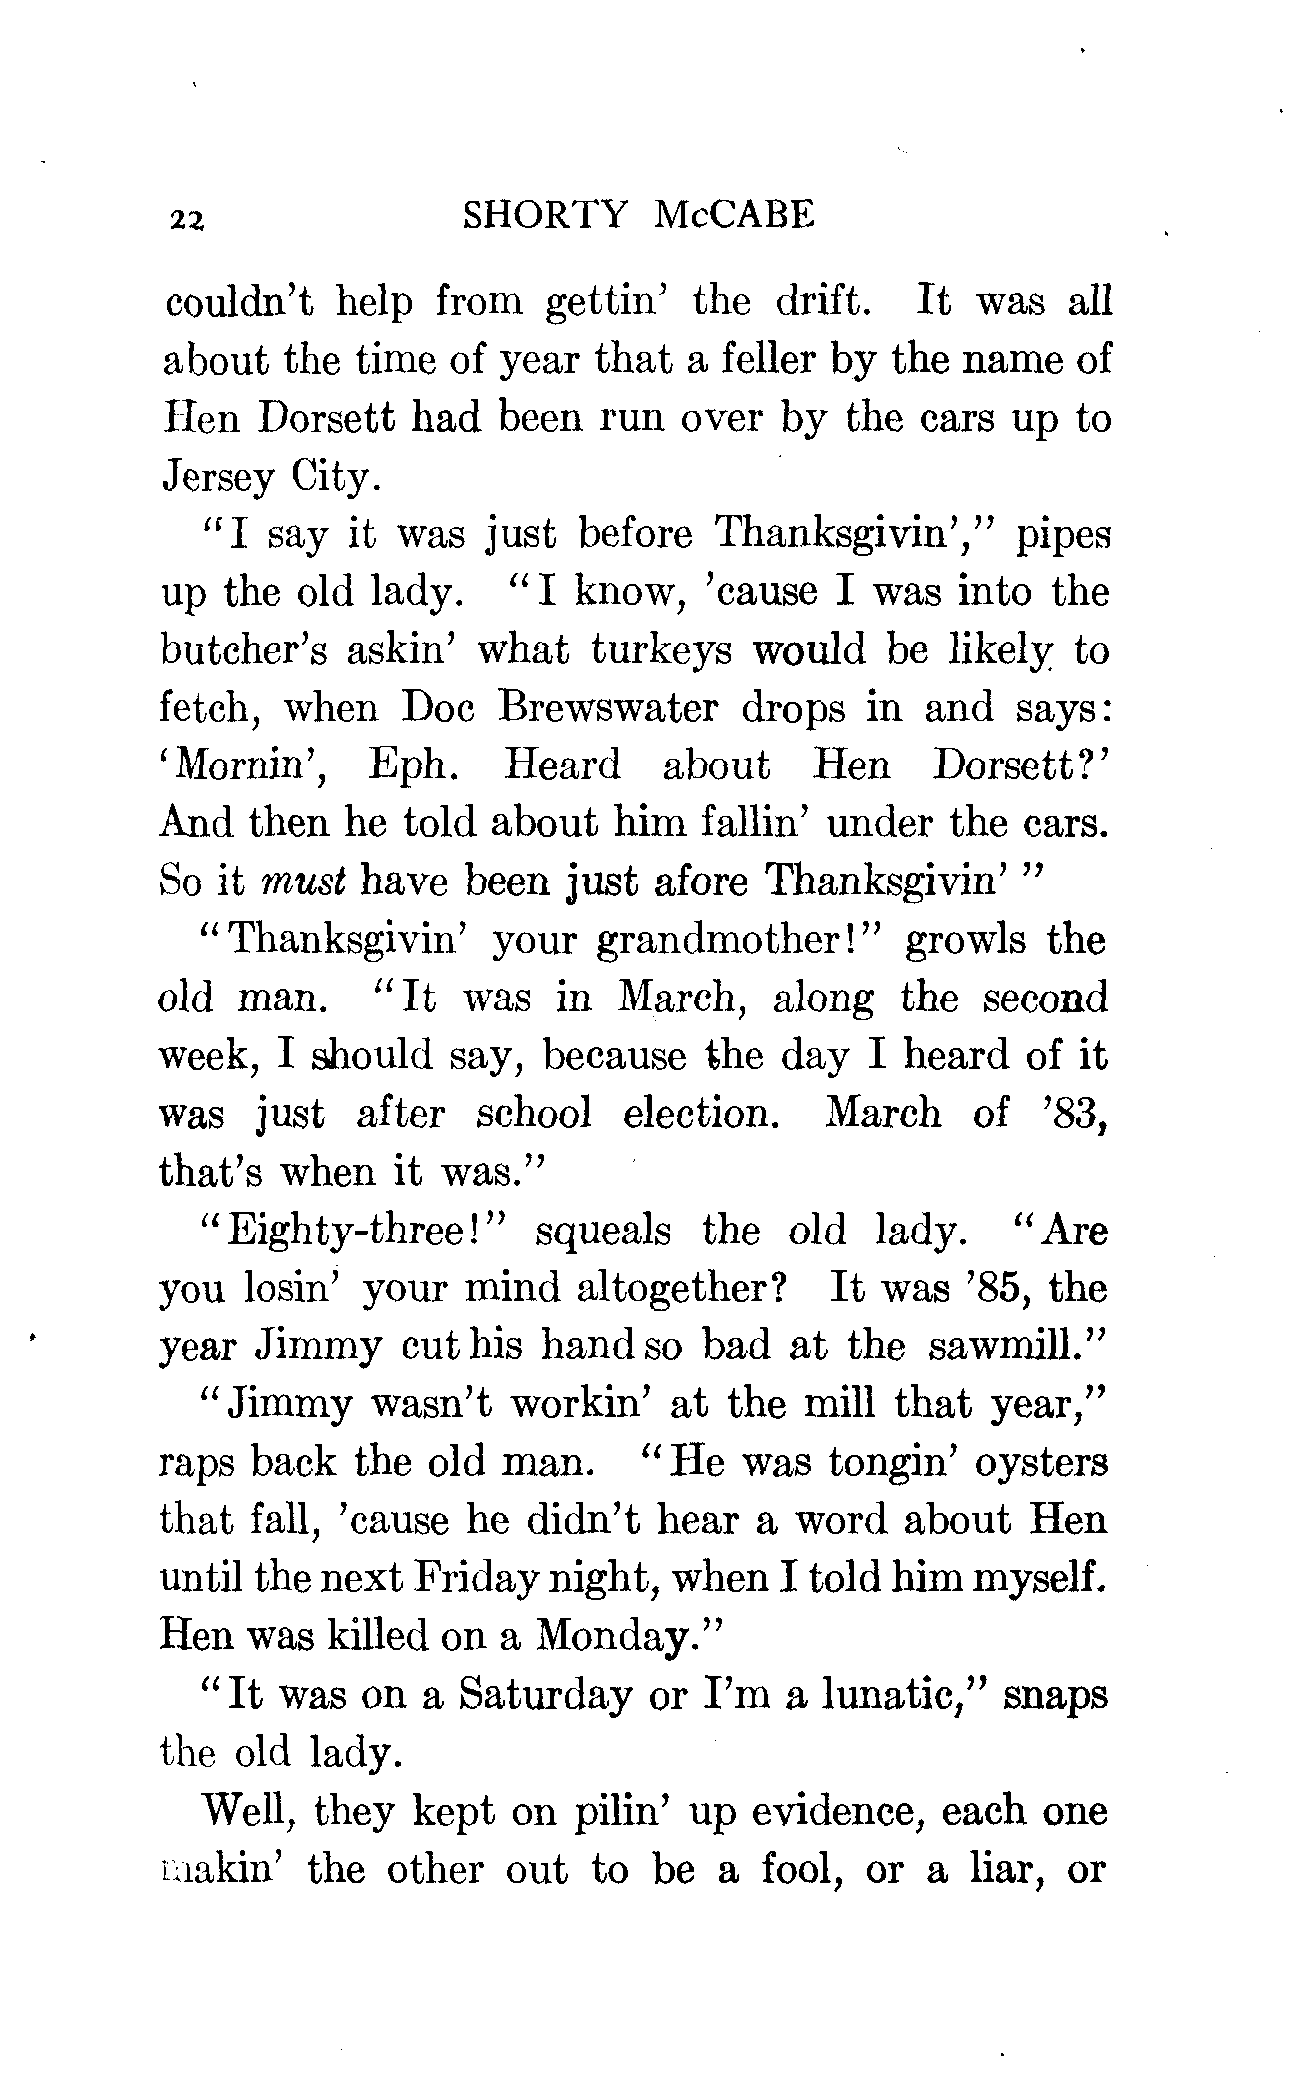 22 SHORTY McCABE
couldn't help from gettin' the drift. It was all
about the time of year that a feller by the name of
Hen Dorsett had been run over by the cars up to
Jersey City.
"I say it was just before Thanksgivin'," pipes
up the old lady. "I know, 'cause I was into the
butcher's askin' what turkeys would be likely to
fetch, when Doc Brewswater drops in and says:
'Mornin', Eph. Heard about Hen Dorsett?'
And then he told about him fallin' under the cars.
So it must have been just afore Thanksgivin' "
"Thanksgivin' your grandmother!" growls the
old man. "It was in March, along the second
week, I should say, because the day I heard of it
was just after school election. March of '83,
that's when it was."
"Eighty-three!" squeals the old lady. "Are
you losin' your mind altogether? It was '85, the
year Jimmy cut his hand so bad at the sawmill."
"Jimmy wasn't workin' at the mill that year,"
raps back the old man. "He was tongin' oysters
that fall, 'cause he didn't hear a word about Hen
until the next Friday night, when I told him myself.
Hen was killed on a Monday."
"It was on a Saturday or I'm a lunatic," snaps
the old lady.
Well, they kept on pilin' up evidence, each one
makin' the other out to be a fool, or a liar, or